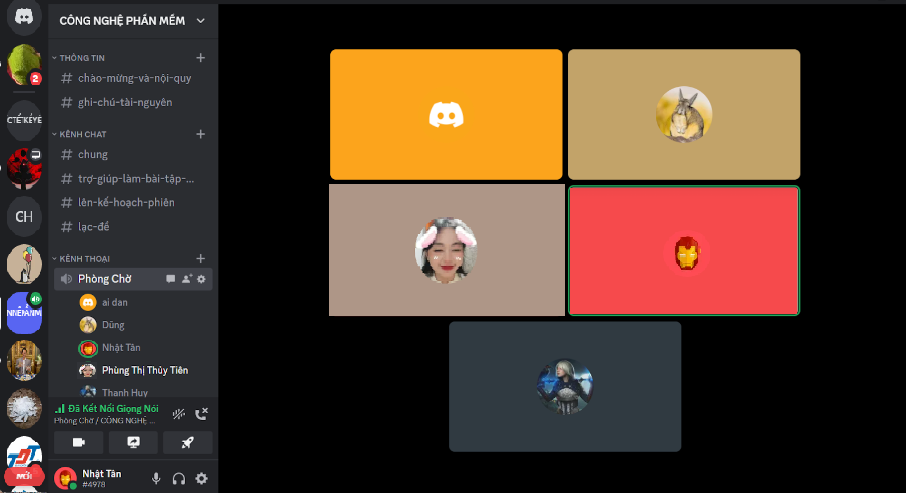 CÔNG NGHỆ PHẦN MỀM
THÔNG TIN
chào-mừng-và-nội-quy
ghi-chú-tài-nguyên
KÊNH CHAT
chung
trợ-giúp-làm-bài-tập-...
lên-kế-hoạch-phiên
lạc-đề
KÊNH THOẠI
Phòng Chờ
ai dan
Dũng
Nhật Tân
Phùng Thị Thủy Tiên
Thanh Huy
Đã Kết Nối Giọng Nói
Phòng Chờ / CÔNG NGHỆ ...
Nhật Tân
#4978
2
CH
MỚI